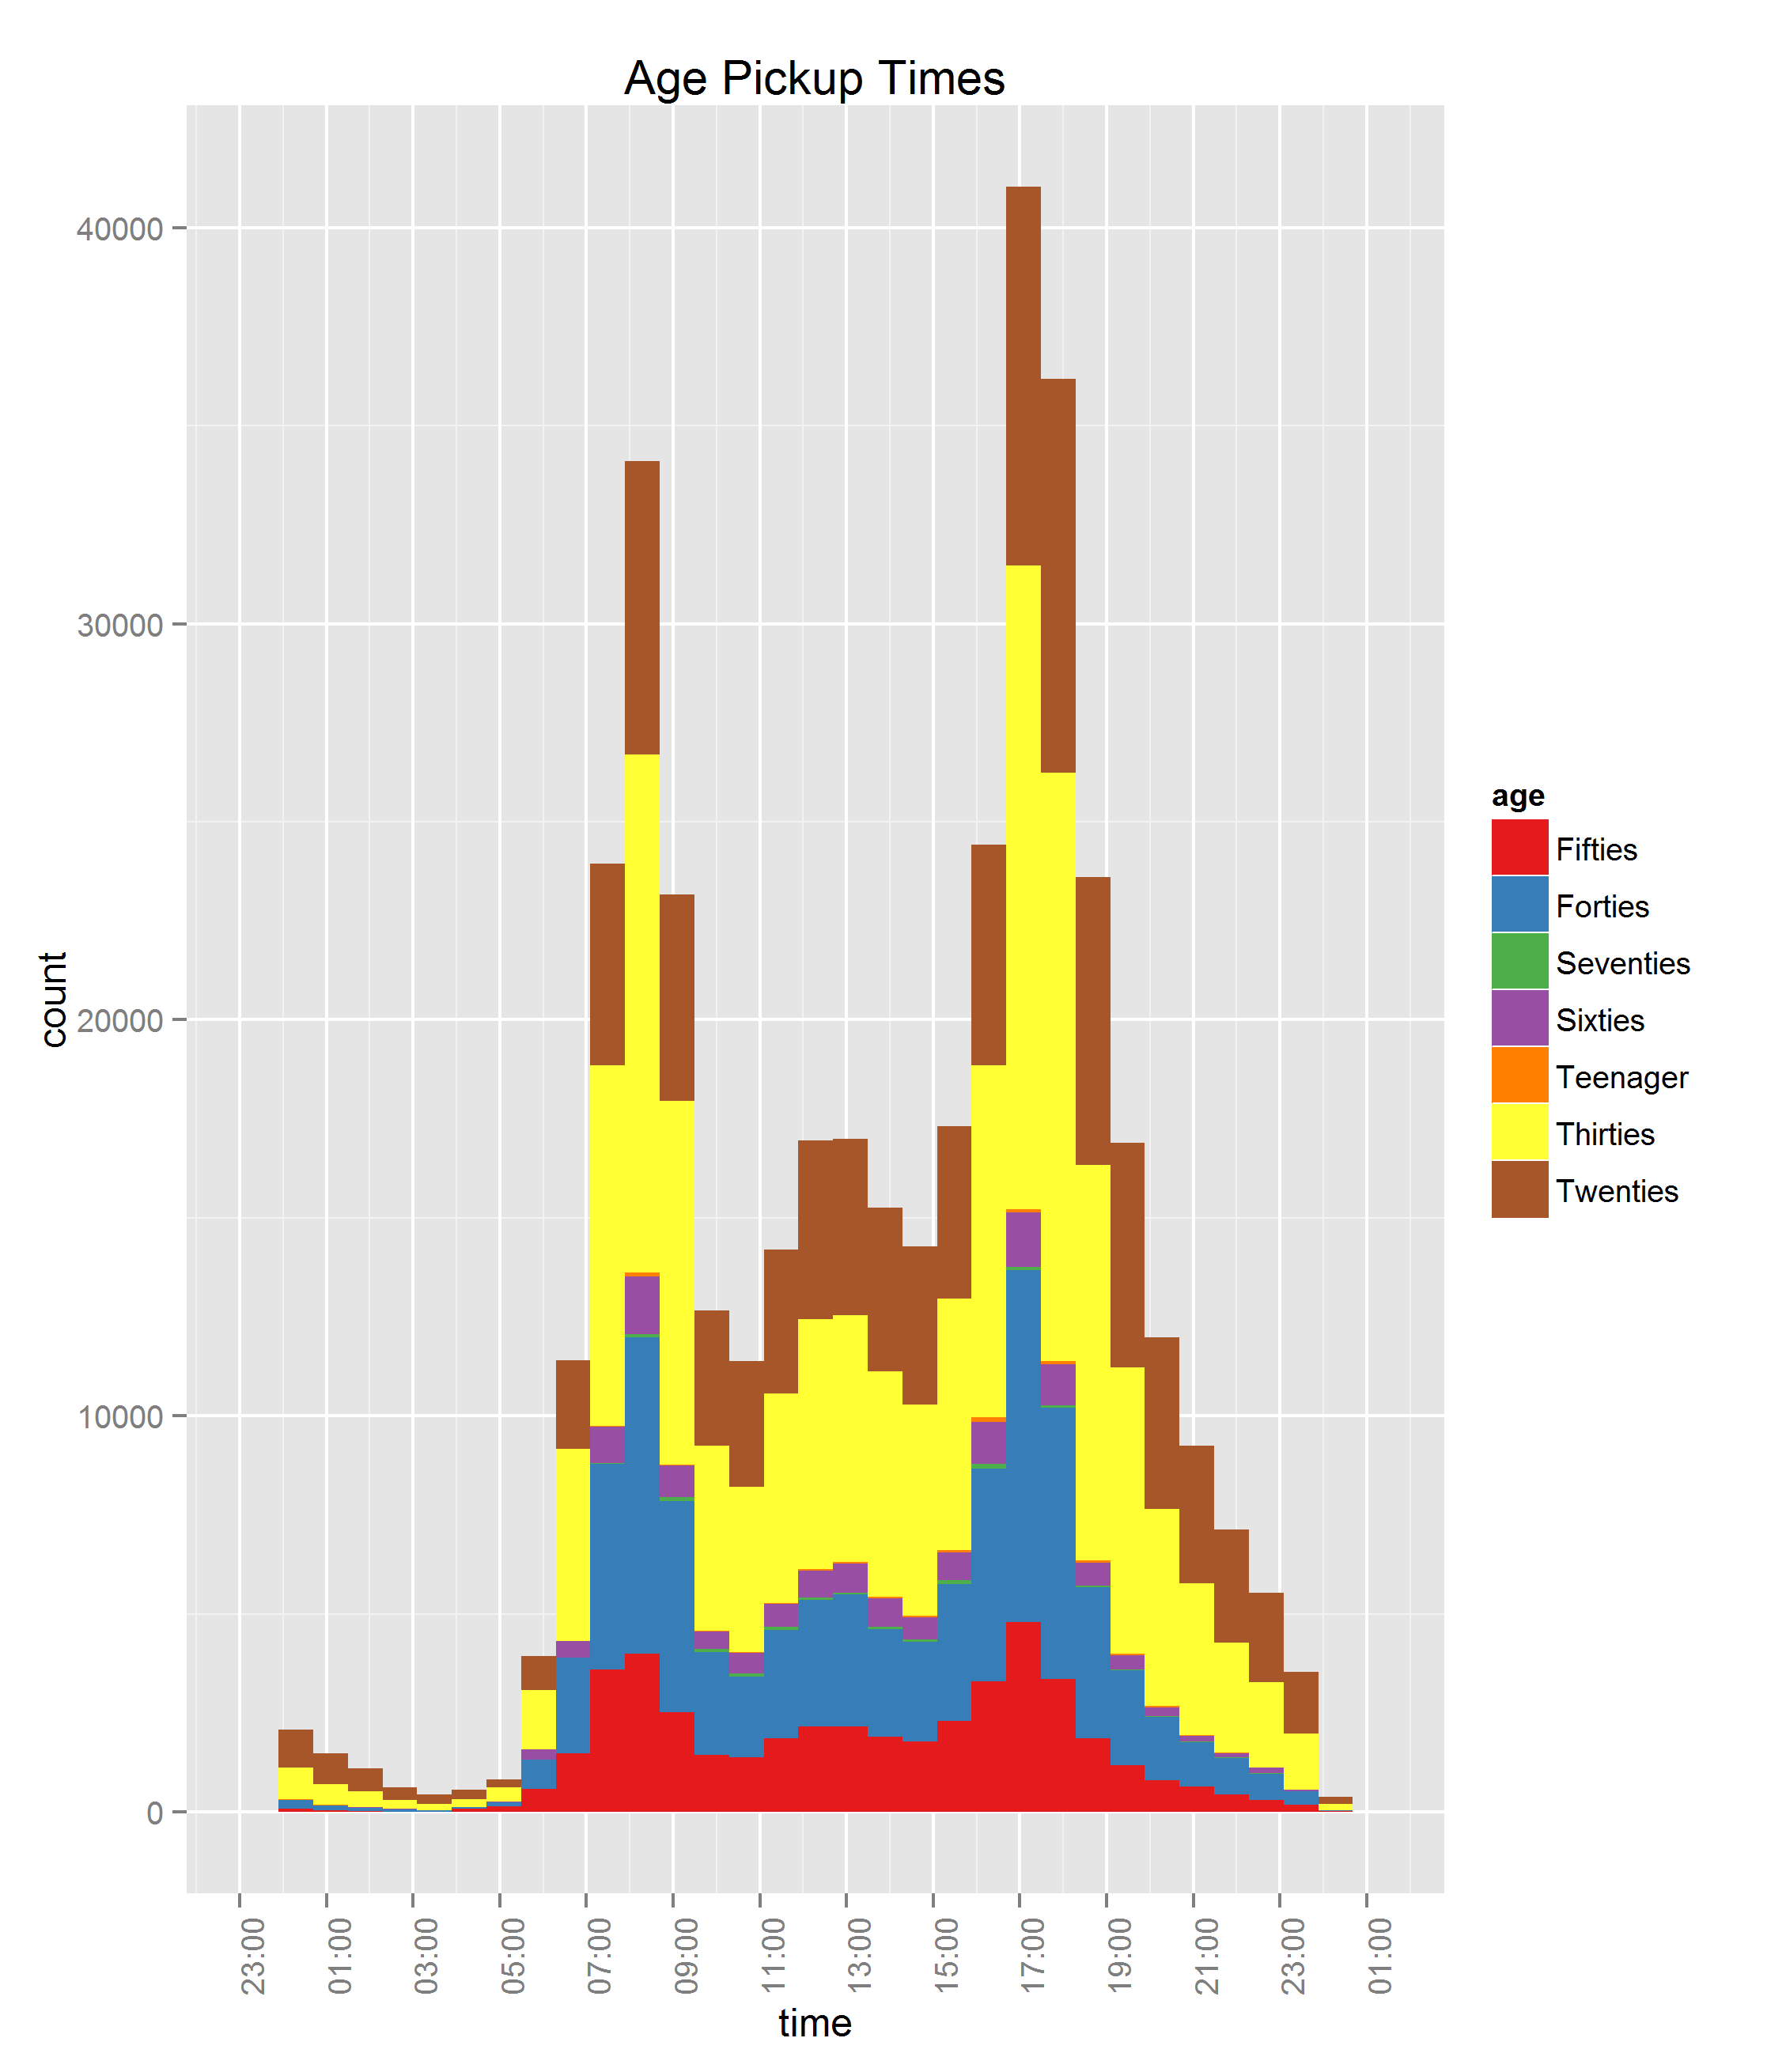 Age Pickup Times
count
40000
30000
20000
10000
0
23:00
01:00
03:00
05:00
07:00
09:00
11:00
13:00
15:00
17:00
19:00
21:00
23:00
01:00
time
age
Fifties
Forties
Seventies
Sixties
Teenager
Thirties
Twenties